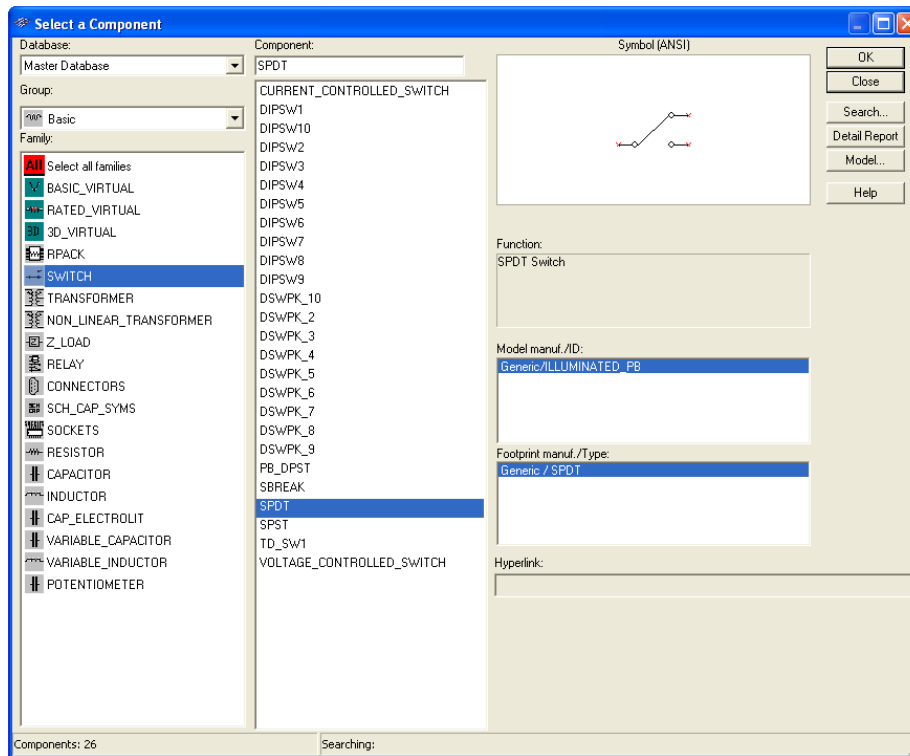 Select a Component
Database:
Master Database
Group:
Basic
Family:
All Select all families
BASIC_VIRTUAL
RATED_VIRTUAL
3D 3D_VIRTUAL
RPACK
SWITCH
TRANSFORMER
NON_LINEAR_TRANSFORMER
Z_LOAD
RELAY
CONNECTORS
SCH_CAP_SYMS
SOCKETS
RESISTOR
CAPACITOR
INDUCTOR
CAP_ELECTROLIT
VARIABLE_CAPACITOR
VARIABLE_INDUCTOR
POTENTIOMETER
Component:
SPDT
CURRENT_CONTROLLED_SWITCH
DIPSW1
DIPSW10
DIPSW2
DIPSW3
DIPSW4
DIPSW5
DIPSW6
DIPSW7
DIPSW8
DIPSW9
DSWPK_10
DSWPK_2
DSWPK_3
DSWPK_4
DSWPK_5
DSWPK_6
DSWPK_7
DSWPK_8
DSWPK_9
PB_DPST
SBREAK
SPDT
SPST
TD_SW1
VOLTAGE_CONTROLLED_SWITCH
Symbol (ANSI)
Function:
SPDT Switch
Model manuf./ID:
Generic/ILLUMINATED_PB
Footprint manuf./Type:
Generic / SPDT
Hyperlink:
OK
Close
Search...
Detail Report
Model...
Help
Components: 26
Searching: